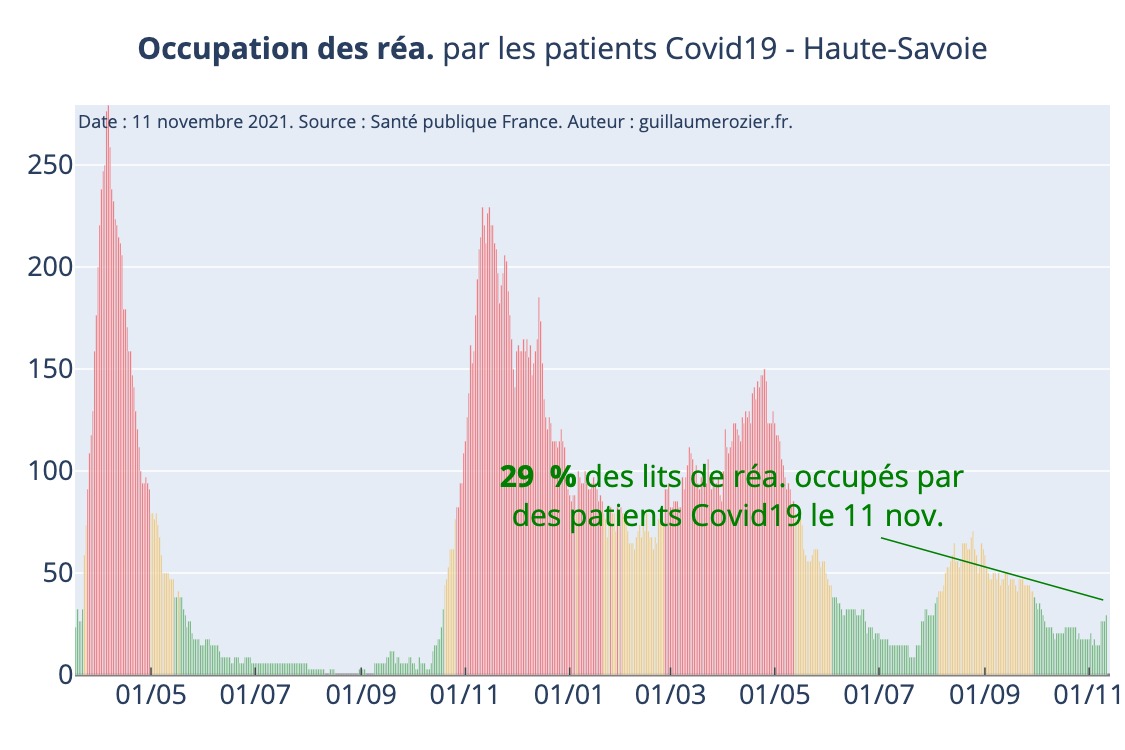 Occupation des réa. par les patients Covid19 - Haute-Savoie
Date : 11 novembre 2021. Source : Santé publique France. Auteur : guillaumerozier.fr.
250
200
150
100
50
0
29 % des lits de réa. occupés par
des patients Covid19 le 11 nov.
01/05 01/07 01/09 01/11 01/01 01/03 01/05 01/07 01/09 01/11